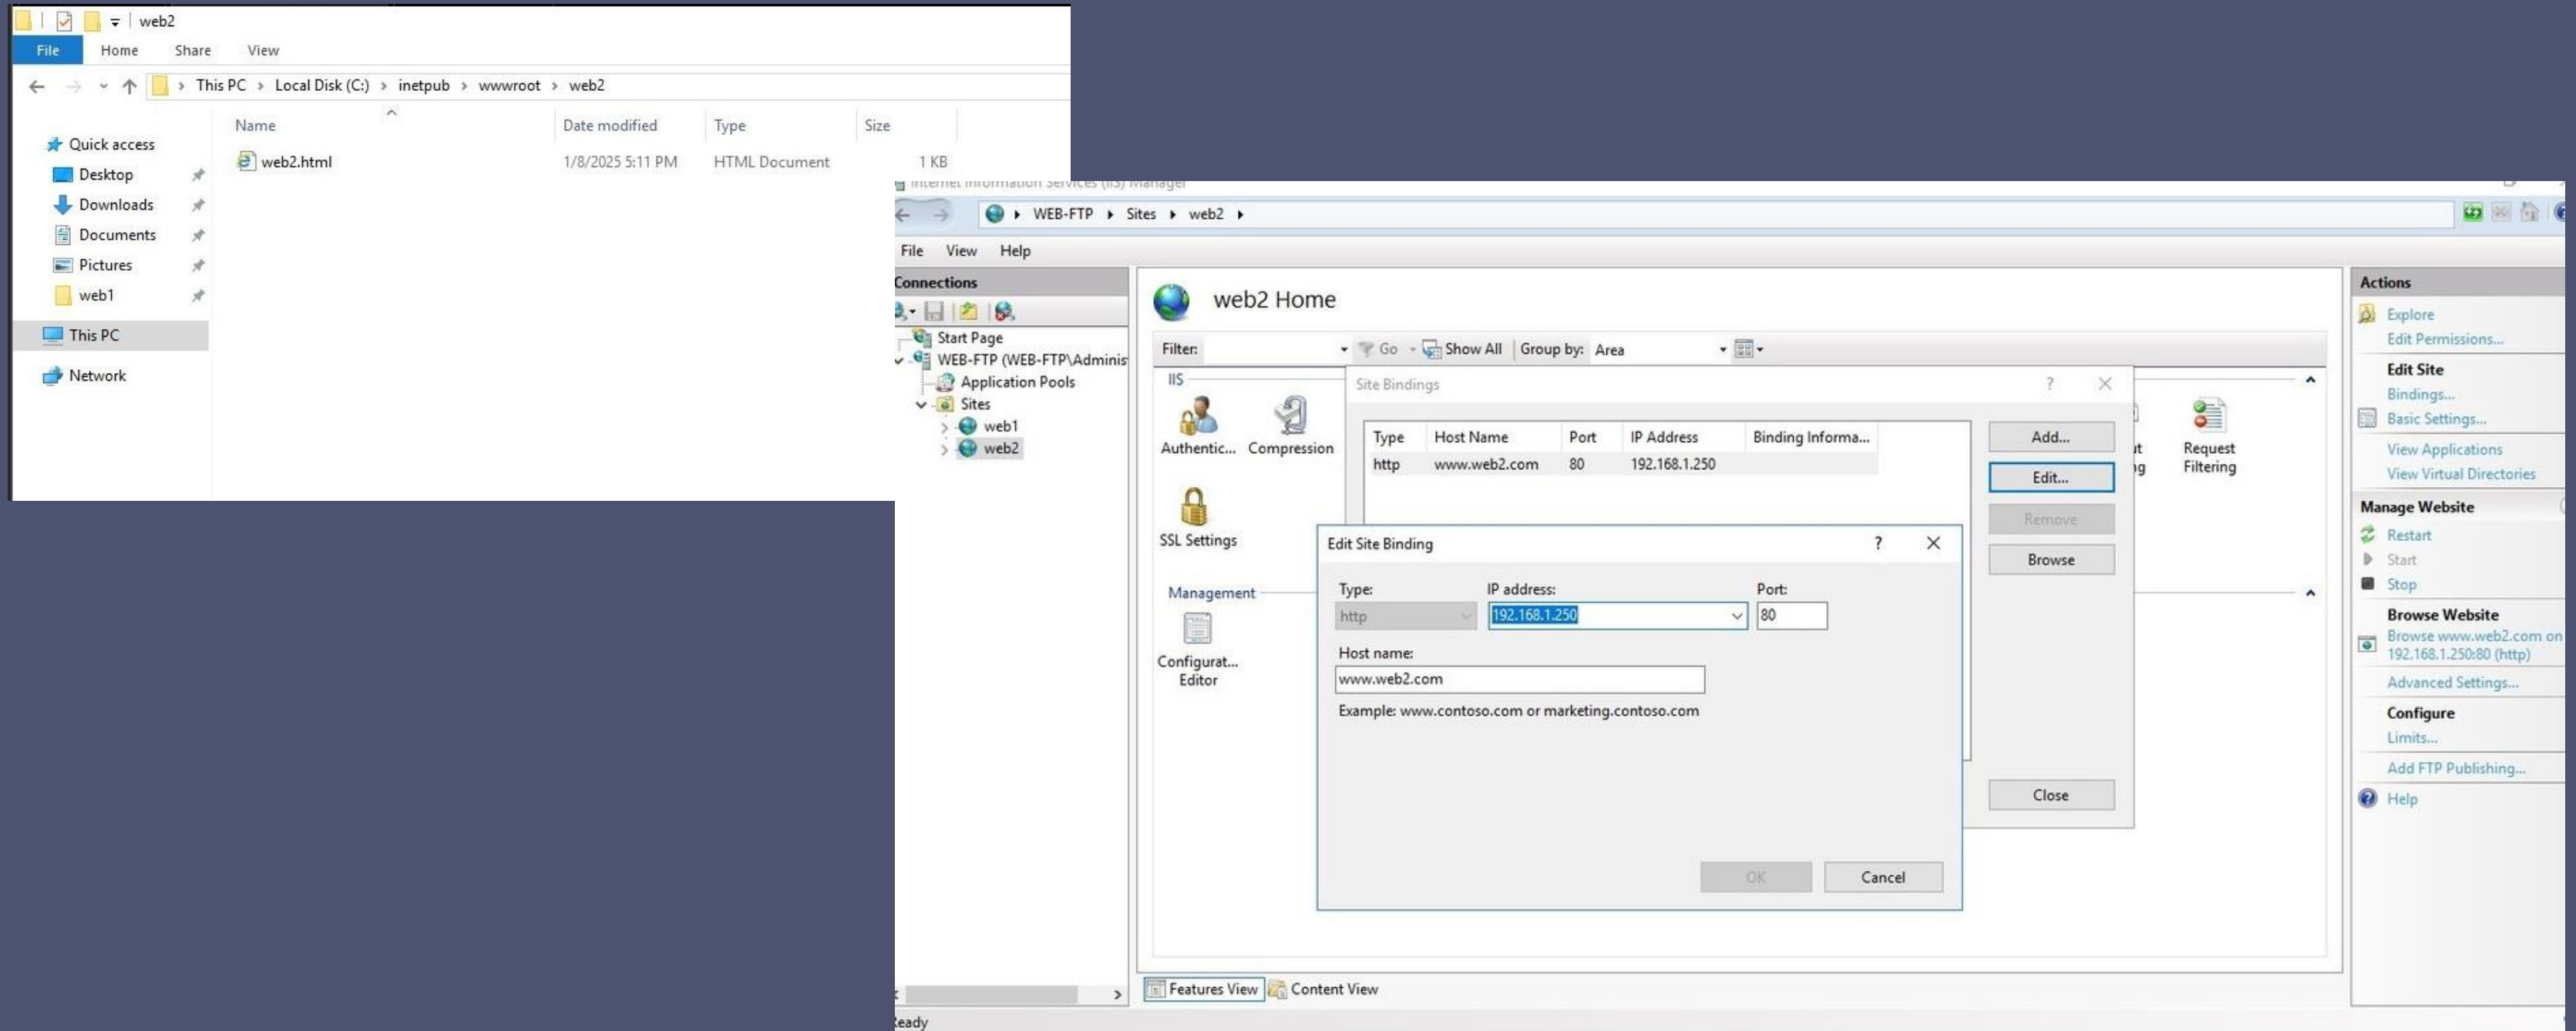 web2
File Home Share View
This PC > Local Disk (C:) > inetpub > wwwroot > web2
Name Date modified Type Size
web2.html 1/8/2025 5:11 PM HTML Document 1 KB
Quick access
Desktop
Downloads
Documents
Pictures
web1
This PC
Network
Internet Information Services (IIS) Manager
WEB-FTP Sites web2
File View Help
Connections
Start Page
WEB-FTP (WEB-FTP\Adminis
Application Pools
Sites
web1
web2
web2 Home
Filter: Go Show All Group by: Area
IIS
Authentic... Compression
Request
Filtering
SSL Settings
Management
Configurat...
Editor
Site Bindings ?
Type Host Name Port IP Address Binding Informa...
http www.web2.com 80 192.168.1.250
Add...
Edit...
Remove
Browse
Close
Edit Site Binding ?
Type: IP address: Port:
http 192.168.1.250 80
Host name:
www.web2.com
Example: www.contoso.com or marketing.contoso.com
OK Cancel
Features View Content View
Actions
Explore
Edit Permissions...
Edit Site
Bindings...
Basic Settings...
View Applications
View Virtual Directories
Manage Website
Restart
Start
Stop
Browse Website
Browse www.web2.com on
192.168.1.250:80 (http)
Advanced Settings...
Configure
Limits...
Add FTP Publishing...
Help